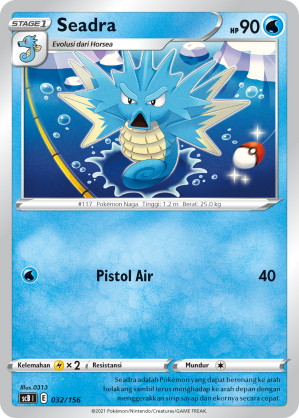 STAGE 1 Seadra HP 90
Evolusi dari Horsea
#117 Pokémon Naga Tinggi: 1.2 m. Berat: 25.0 kg
Pistol Air 40
Kelemahan × 2 Resistansi Mundur
Illus. 0313
Seadra adalah Pokémon yang dapat berenang ke arah
belakang sambil terus menghadap ke arah depan dengan
menggerakkan sirip sayap dan ekornya secara cepat.
E 032/156
©2021 Pokémon/Nintendo/Creatures/GAME FREAK